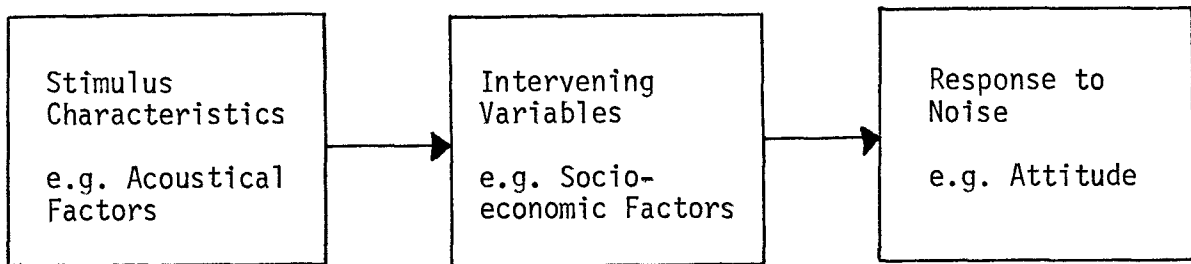 Stimulus
Characteristics
e.g. Acoustical
Factors
Intervening
Variables
e.g. Socio-
economic Factors
Response to
Noise
e.g. Attitude